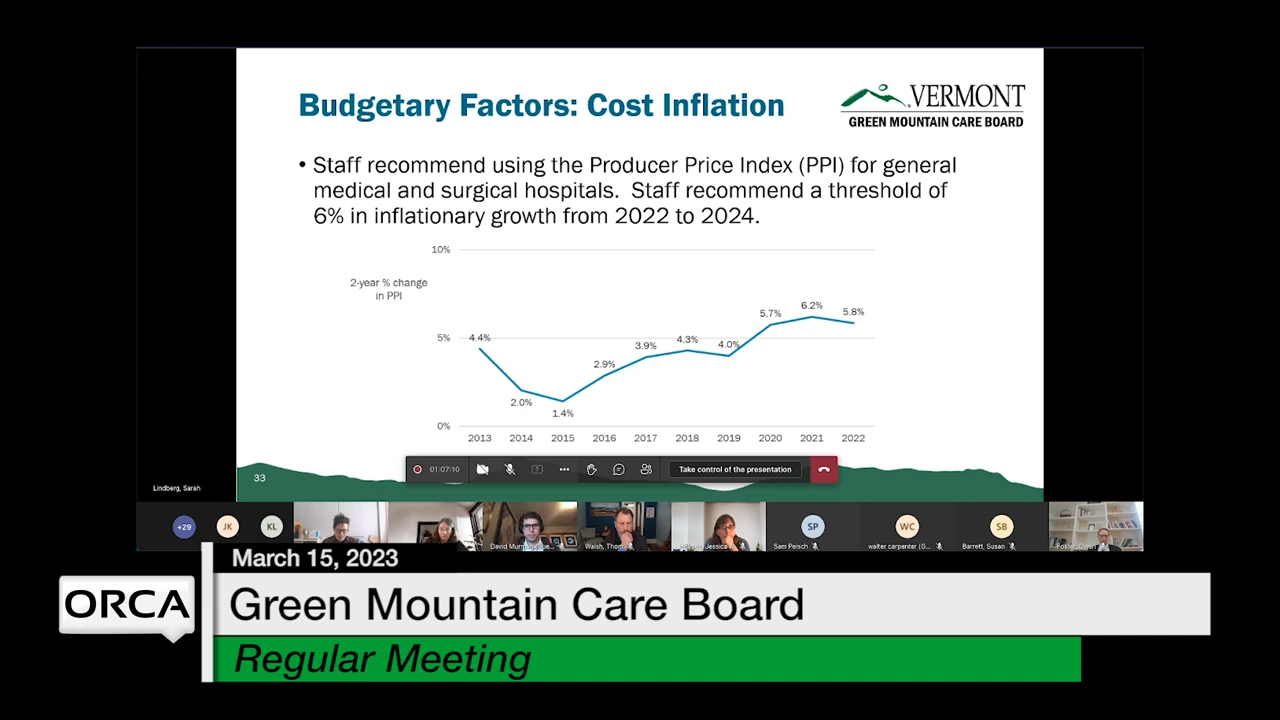 Budgetary Factors: Cost Inflation
VERMONT
GREEN MOUNTAIN CARE BOARD
• Staff recommend using the Producer Price Index (PPI) for general
medical and surgical hospitals. Staff recommend a threshold of
6% in inflationary growth from 2022 to 2024.
10%
2-year % change
in PPI
5%
0%
4.4%
2.0%
1.4%
2.9%
3.9%
4.3%
4.0%
5.7%
6.2%
5.8%
2013 2014 2015 2016 2017 2018 2019 2020 2021 2022
01:07:10
Take control of the presentation
33
Lindberg, Sarah
+29 JK KL SP WC SB
Walsh, Thom
Sam Peisch
walter carpenter (G...
Barrett, Susan
March 15, 2023
ORCA
Green Mountain Care Board
Regular Meeting